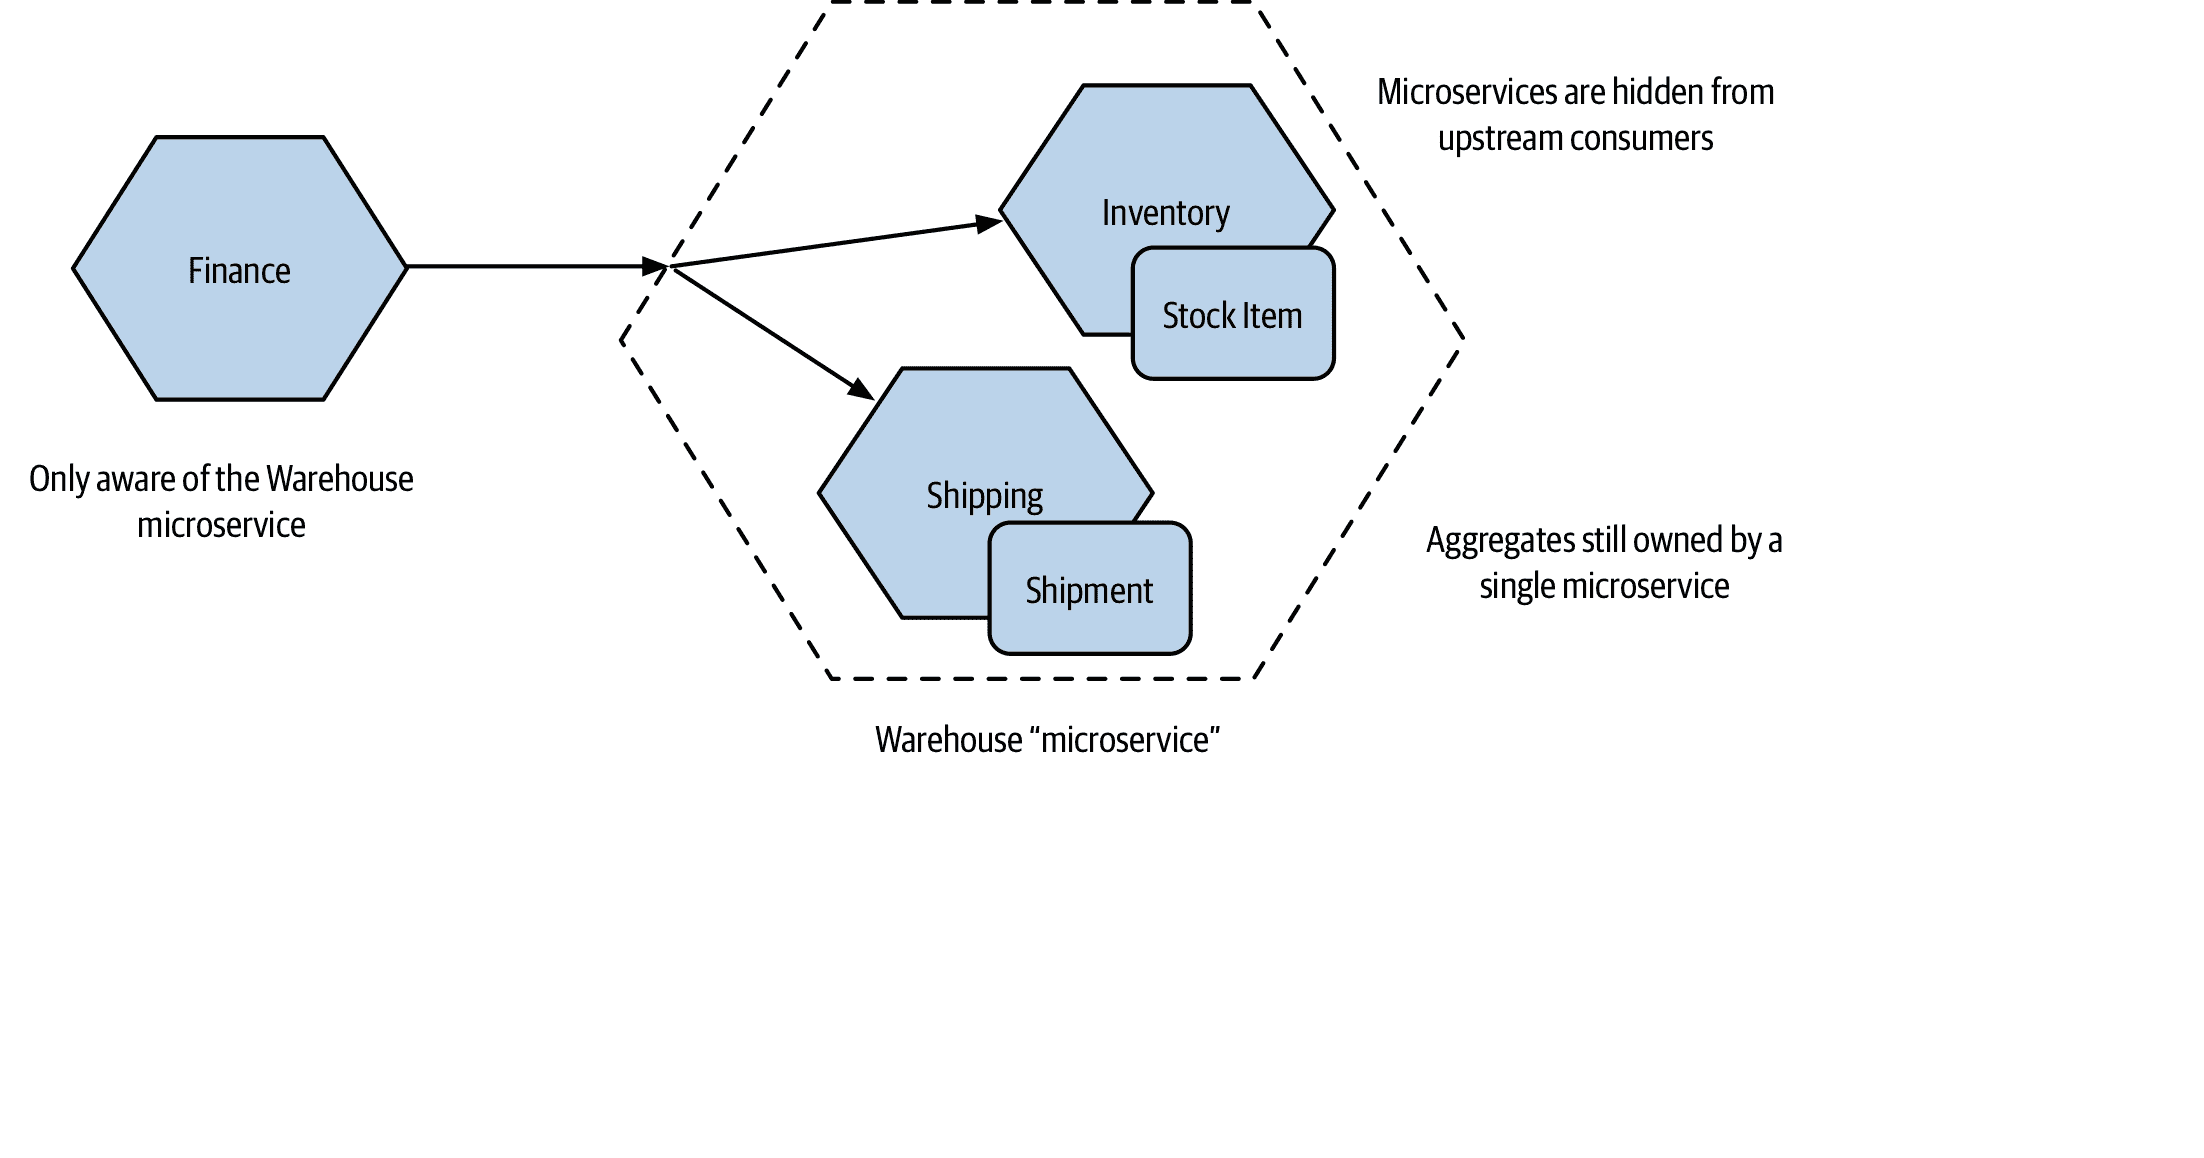 Microservices are hidden from
upstream consumers
Inventory
Finance
Stock Item
Only aware of the Warehouse
microservice
Shipping
Shipment
Aggregates still owned by a
single microservice
Warehouse “microservice”